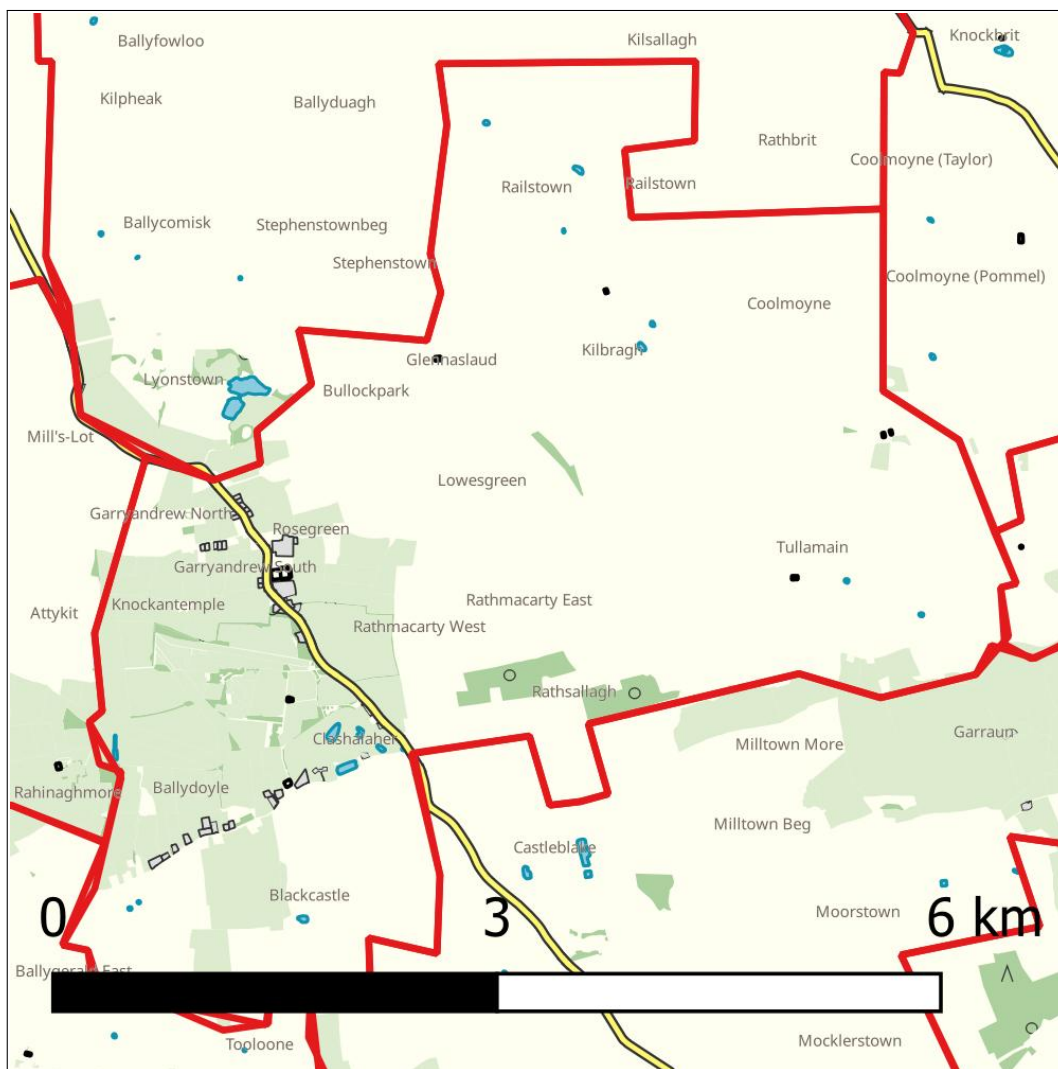 Knockbrit
Kilsallagh
Ballyfowloo
Kilpheak
Ballyduagh
Rathbrit
Coolmoyne (Taylor)
Railstown
Railstown
Ballycomisk
Stephenstownbeg
Stephenstown
Coolmoyne (Pommel)
Coolmoyne
Kilbragh
Glennaslaud
Lyonstown
Bullockpark
Mill's-Lot
Lowesgreen
Garryandrew North
Rosegreen
Tullamain
Garryandrew South
Rathmacarty East
Knockantemple
Attykit
Rathmacarty West
Rathsallagh
Garraun
Clashalaher
Milltown More
Ballydoyle
Rahinaghmore
Milltown Beg
Castleblake
Blackcastle
Moorstown
0 3 6 km
Ballygerald East
Mocklerstown
Tooloone